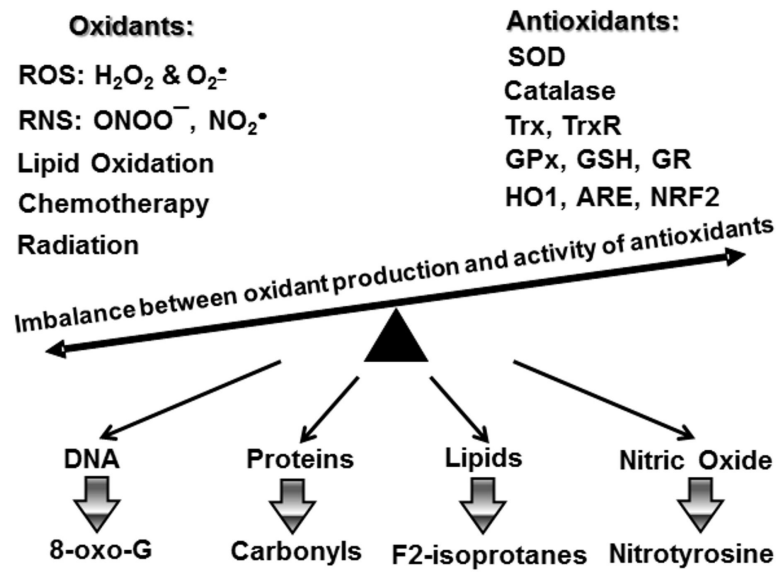 Oxidants:
ROS: H₂O₂ & O₂•̲
RNS: ONOO⁻, NO₂•
Lipid Oxidation
Chemotherapy
Radiation
Antioxidants:
SOD
Catalase
Trx, TrxR
GPx, GSH, GR
HO1, ARE, NRF2
Imbalance between oxidant production and activity of antioxidants
DNA
Proteins
Lipids
Nitric Oxide
8-oxo-G
Carbonyls
F2-isoprotanes
Nitrotyrosine